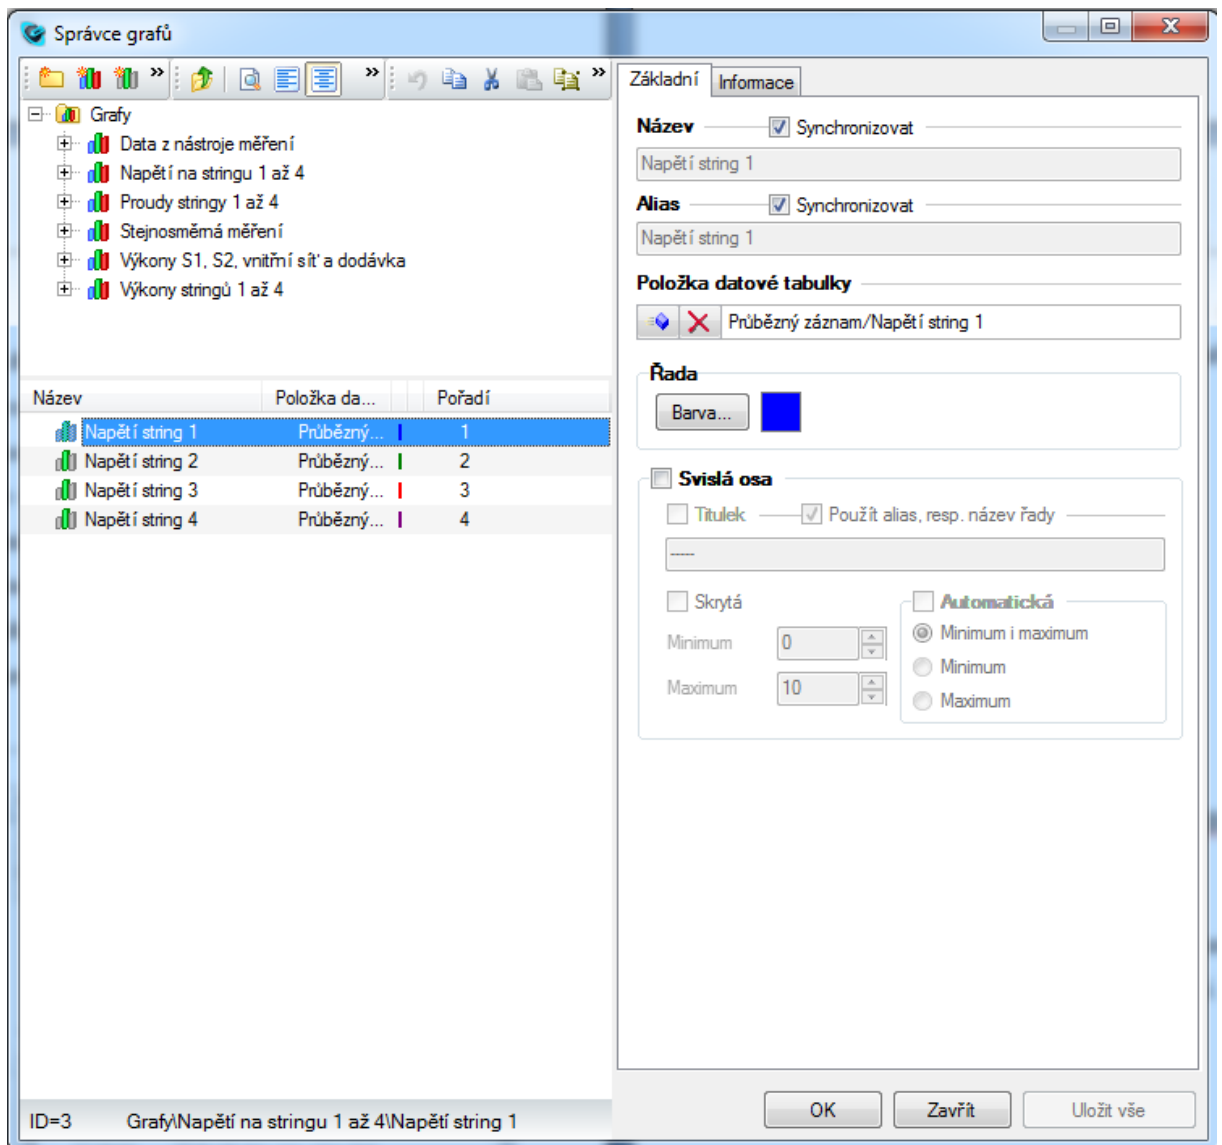 Správce grafů
Grafy
Data z nástroje měření
Napětí na stringu 1 až 4
Proudy stringy 1 až 4
Stejnosměrná měření
Výkony S1, S2, vnitřní síť a dodávka
Výkony stringů 1 až 4
Název Položka da... Pořadí
Napětí string 1 Průběžný... 1
Napětí string 2 Průběžný... 2
Napětí string 3 Průběžný... 3
Napětí string 4 Průběžný... 4
ID=3 Grafy\Napětí na stringu 1 až 4\Napětí string 1
Základní Informace
Název Synchronizovat
Napětí string 1
Alias Synchronizovat
Napětí string 1
Položka datové tabulky
Průběžný záznam/Napětí string 1
Řada
Barva...
Svislá osa
Titulek Použít alias, resp. název řady
-----
Skrytá Automatická
Minimum 0 Minimum i maximum
Minimum
Maximum 10 Maximum
OK Zavřít Uložit vše